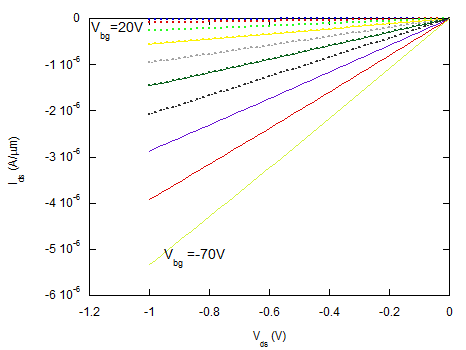 0
V_bg =20V
-1 10^-6
-2 10^-6
-3 10^-6
-4 10^-6
-5 10^-6
-6 10^-6
I_ds (A/μm)
V_bg =-70V
-1.2 -1 -0.8 -0.6 -0.4 -0.2 0
V_ds (V)